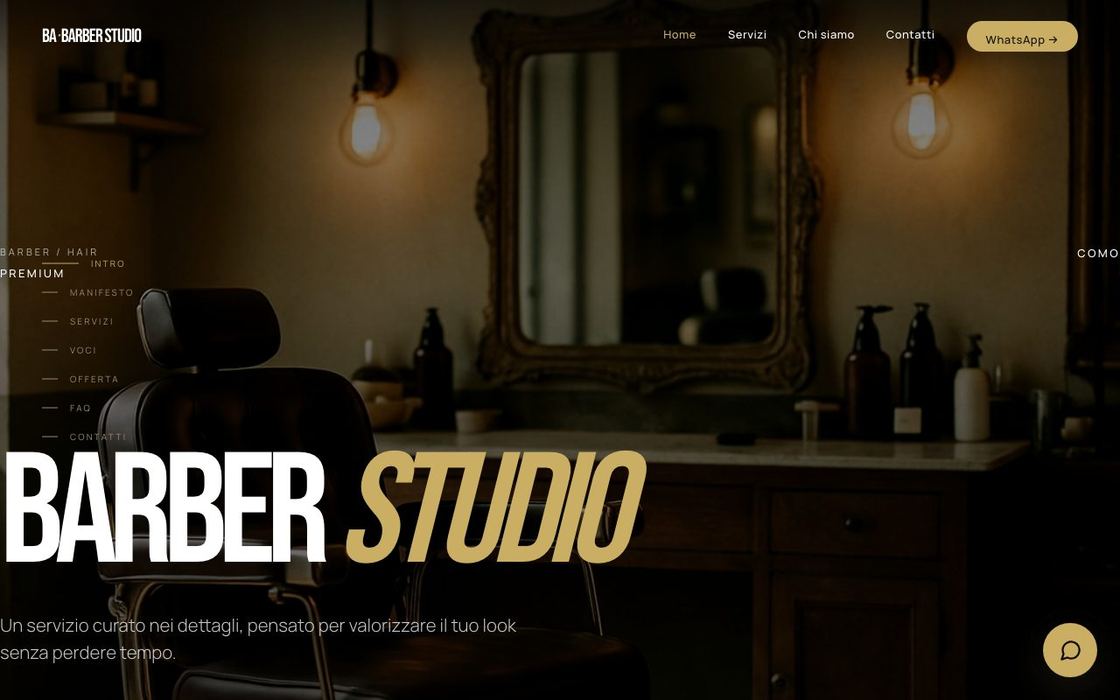 BA·BARBER STUDIO
Home
Servizi
Chi siamo
Contatti
WhatsApp →
BARBER / HAIR
PREMIUM
COMO
INTRO
MANIFESTO
SERVIZI
VOCI
OFFERTA
FAQ
CONTATTI
BARBER STUDIO
Un servizio curato nei dettagli, pensato per valorizzare il tuo look
senza perdere tempo.